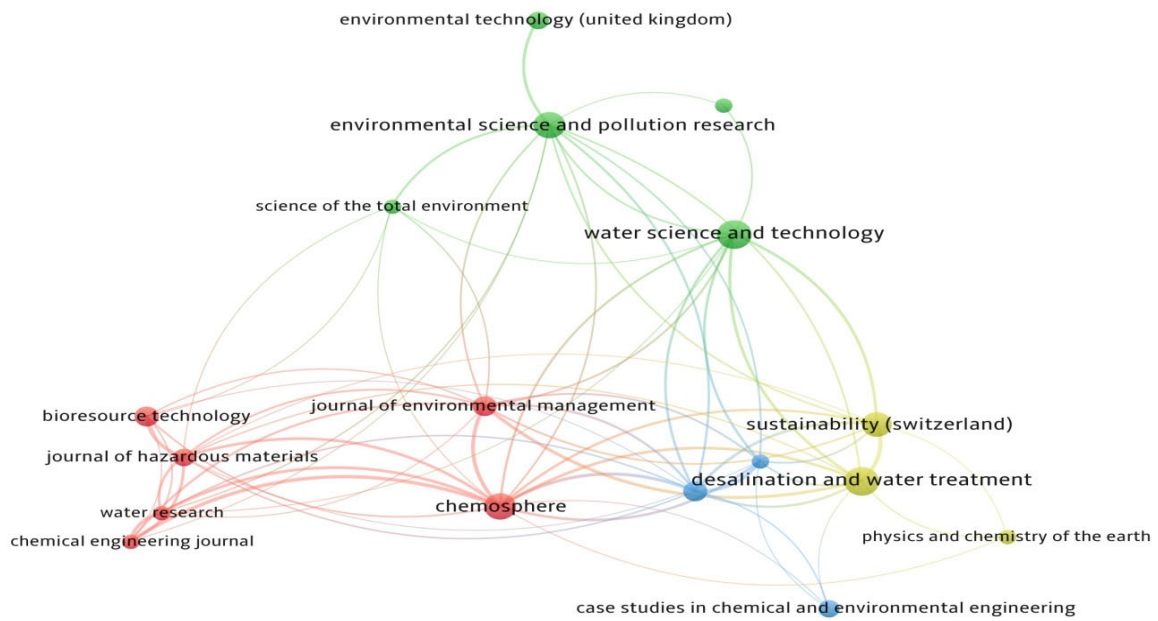 environmental technology (united kingdom)
environmental science and pollution research
science of the total environment
water science and technology
journal of environmental management
bioresource technology
sustainability (switzerland)
journal of hazardous materials
desalination and water treatment
chemosphere
water research
physics and chemistry of the earth
chemical engineering journal
case studies in chemical and environmental engineering